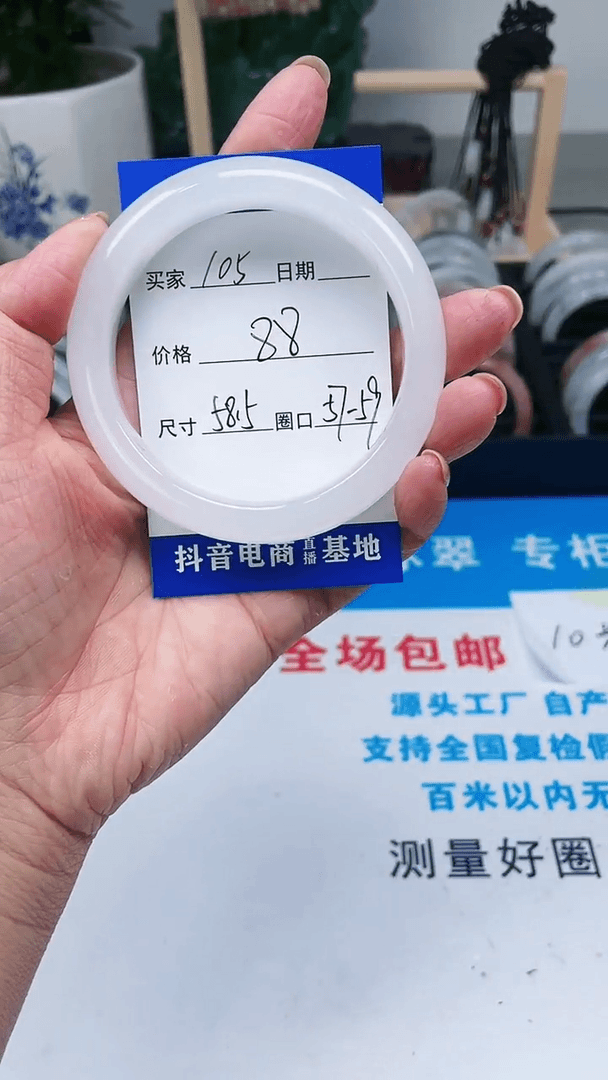 买家 105 日期
价格 88
尺寸 58.5 圈口 57-59
抖音电商直播基地
翠 专柜
全场包邮
10
源头工厂 自产
支持全国复检假
百米以内无
测量好圈